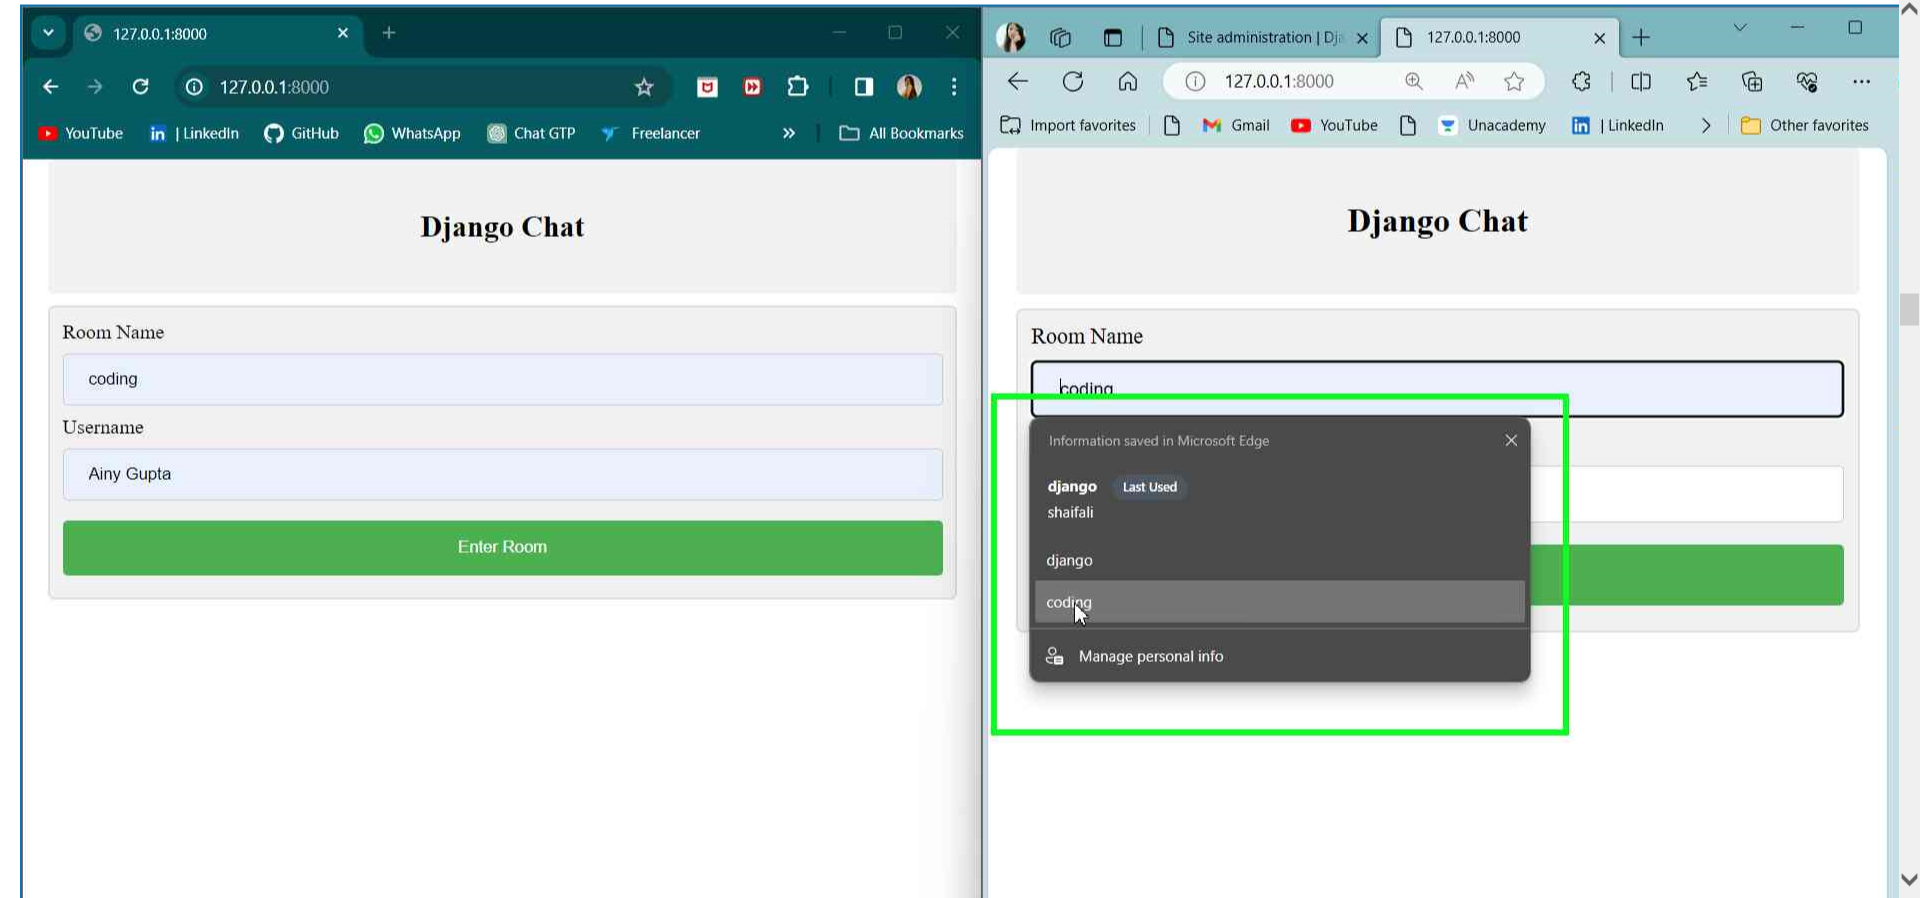 127.0.0.1:8000
127.0.0.1:8000
YouTube | LinkedIn GitHub WhatsApp Chat GTP Freelancer All Bookmarks
Django Chat
Room Name
coding
Username
Ainy Gupta
Enter Room
Site administration | Dj 127.0.0.1:8000
127.0.0.1:8000
Import favorites Gmail YouTube Unacademy | LinkedIn Other favorites
Django Chat
Room Name
coding
Information saved in Microsoft Edge
django Last Used
shaifali
django
coding
Manage personal info